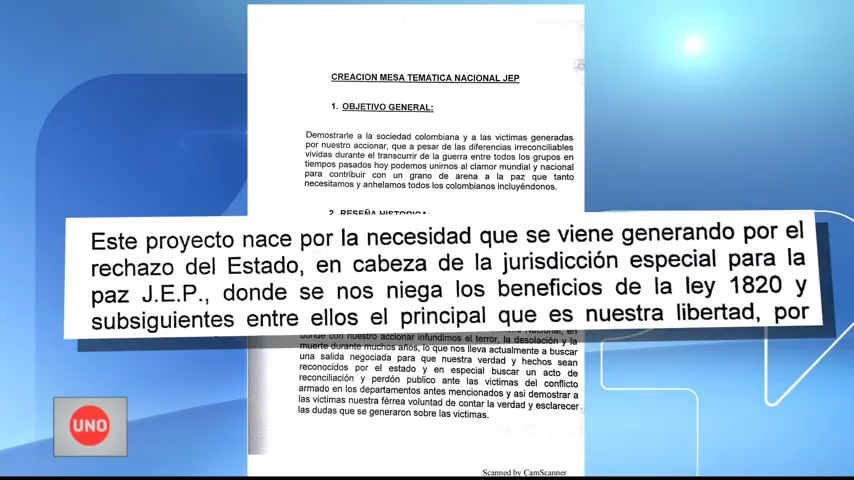 CREACION MESA TEMATICA NACIONAL JEP
1. OBJETIVO GENERAL:
Demostrarle a la sociedad colombiana y a las victimas generadas
por nuestro accionar, que a pesar de las diferencias irreconciliables
vividas durante el transcurrir de la guerra entre todos los grupos en
tiempos pasados hoy podemos unirnos al clamor mundial y nacional
para contribuir con un grano de arena a la paz que tanto
necesitamos y anhelamos todos los colombianos incluyéndonos.
2. RESEÑA HISTORICA:
Este proyecto nace por la necesidad que se viene generando por el
rechazo del Estado, en cabeza de la jurisdicción especial para la
paz J.E.P., donde se nos niega los beneficios de la ley 1820 y
subsiguientes entre ellos el principal que es nuestra libertad, por
donde con nuestro accionar infundimos el terror, la desolación y la
muerte durante muchos años, lo que nos lleva actualmente a buscar
una salida negociada para que nuestra verdad y hechos sean
reconocidos por el estado y en especial buscar un acto de
reconciliación y perdón publico ante las victimas del conflicto
armado en los departamentos antes mencionados y asi demostrar a
las victimas nuestra férrea voluntad de contar la verdad y esclarecer
las dudas que se generaron sobre las victimas.
UNO
Scanned by CamScanner